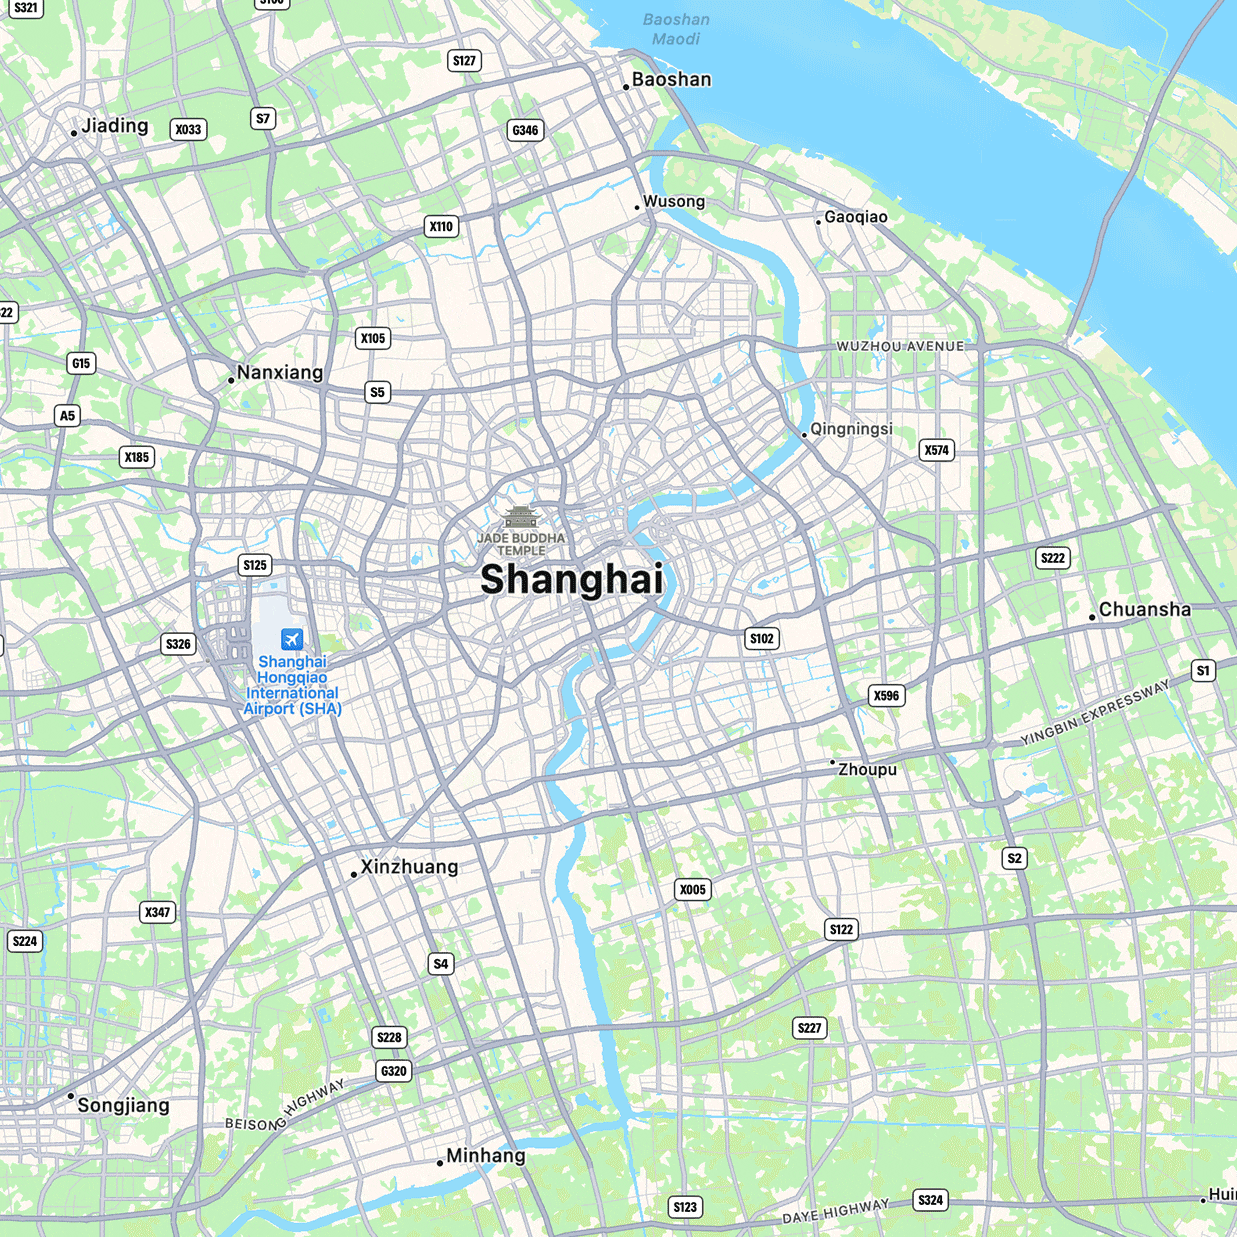 S321
Baoshan
Maodi
S127
Baoshan
Jiading
X033
S7
G346
Wusong
Gaoqiao
X110
X105
WUZHOU AVENUE
G15
Nanxiang
S5
A5
Qingningsi
X185
X574
JADE BUDDHA
TEMPLE
S125
Shanghai
S222
Chuansha
S326
S102
Shanghai
Hongqiao
International
Airport (SHA)
S1
X596
YINGBIN EXPRESSWAY
Zhoupu
Xinzhuang
S2
X005
X347
S122
S224
S4
S227
S228
G320
Songjiang
BEISONG HIGHWAY
Minhang
S123
DAYE HIGHWAY
S324